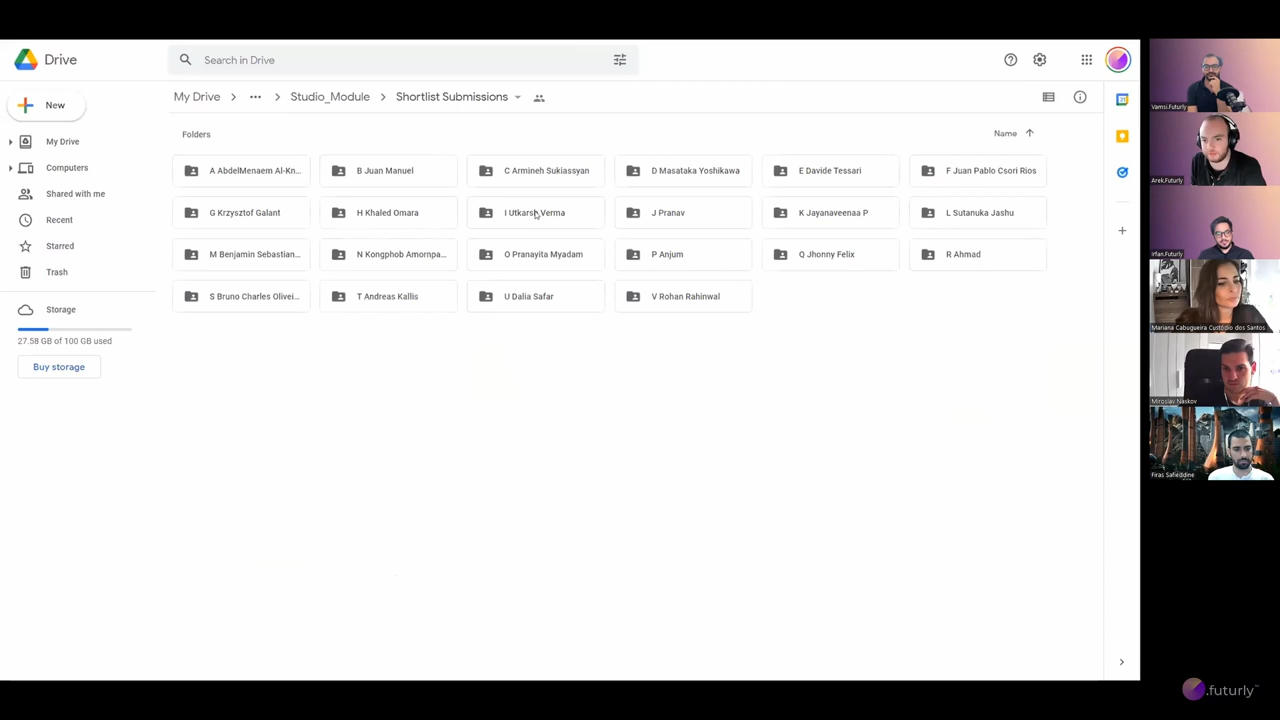 Drive
Search in Drive
New
My Drive
Computers
Shared with me
Recent
Starred
Trash
Storage
27.58 GB of 100 GB used
Buy storage
My Drive ••• Studio_Module Shortlist Submissions
Folders
Name
A AbdelMenaem Al-Kn... B Juan Manuel C Armineh Sukiassyan D Masataka Yoshikawa E Davide Tessari F Juan Pablo Csori Rios
G Krzysztof Galant H Khaled Omara I Utkarsh Verma J Pranav K Jayanaveenaa P L Sutanuka Jashu
M Benjamin Sebastian... N Kongphob Amornpa... O Pranayita Myadam P Anjum Q Jhonny Felix R Ahmad
S Bruno Charles Olivei... T Andreas Kallis U Dalia Safar V Rohan Rahinwal
Vamsi.Futurly
Arek.Futurly
Irfan.Futurly
Mariana Cabugueira Custódio dos Santos
Miroslav Naskov
Firas Safieddine
.futurly™